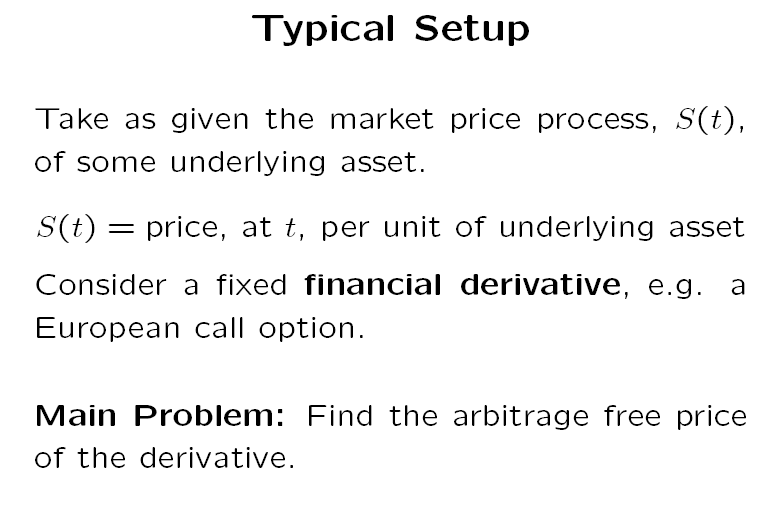 Typical Setup
Take as given the market price process, S(t),
of some underlying asset.
S(t) = price, at t, per unit of underlying asset
Consider a fixed financial derivative, e.g. a
European call option.
Main Problem: Find the arbitrage free price
of the derivative.